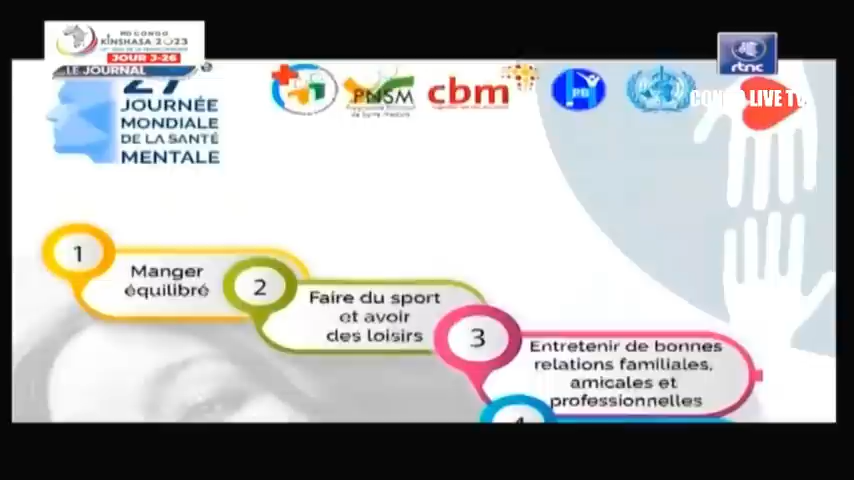 RD CONGO
KINSHASA 2023
JOUR J-26
LE JOURNAL
rtnc
CONGO LIVE TV
27e
JOURNÉE
MONDIALE
DE LA SANTÉ
MENTALE
PNSM
cbm
1
Manger
équilibré
2
Faire du sport
et avoir
des loisirs
3
Entretenir de bonnes
relations familiales,
amicales et
professionnelles
4